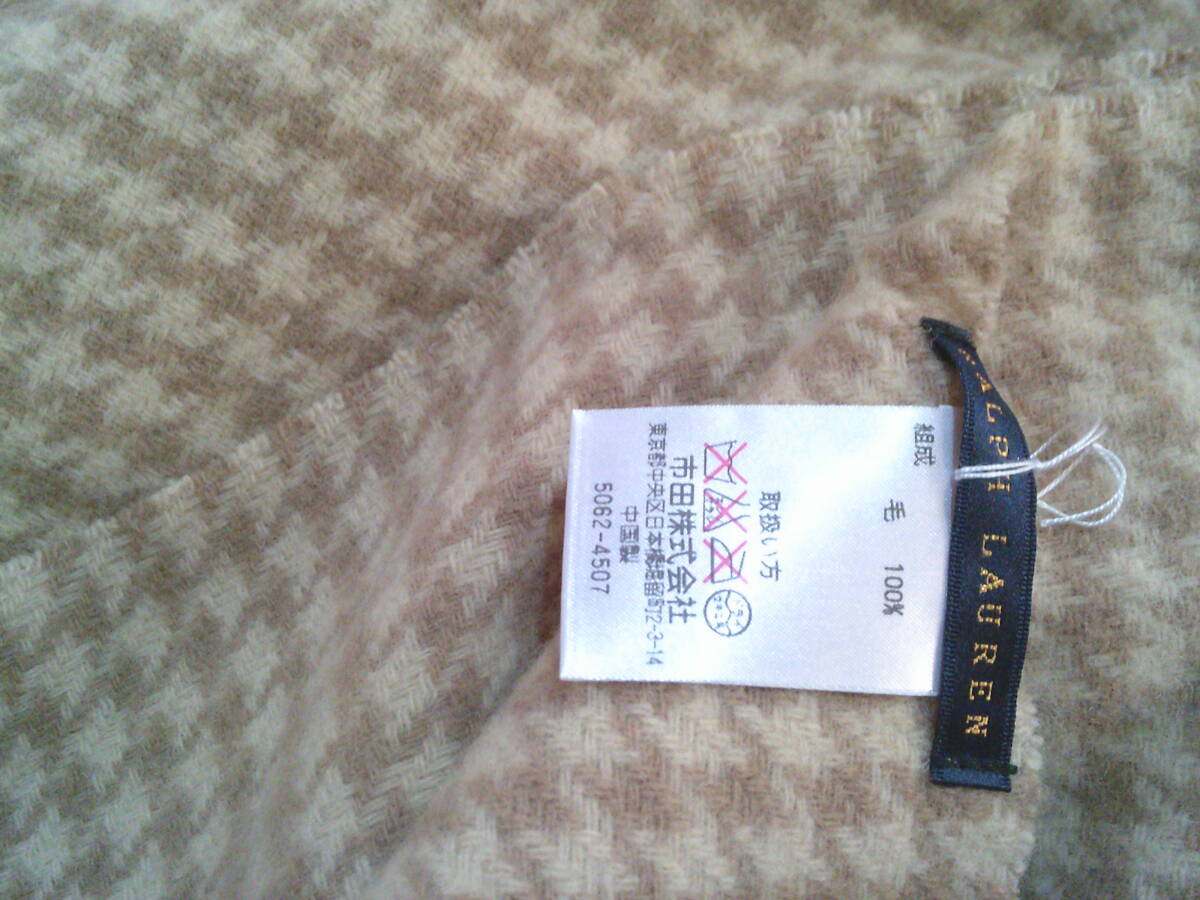 RALPH LAUREN
組成
毛 100%
取扱い方
市田株式会社
東京都中央区日本橋堀留町2-3-14
中国製
5062-4507